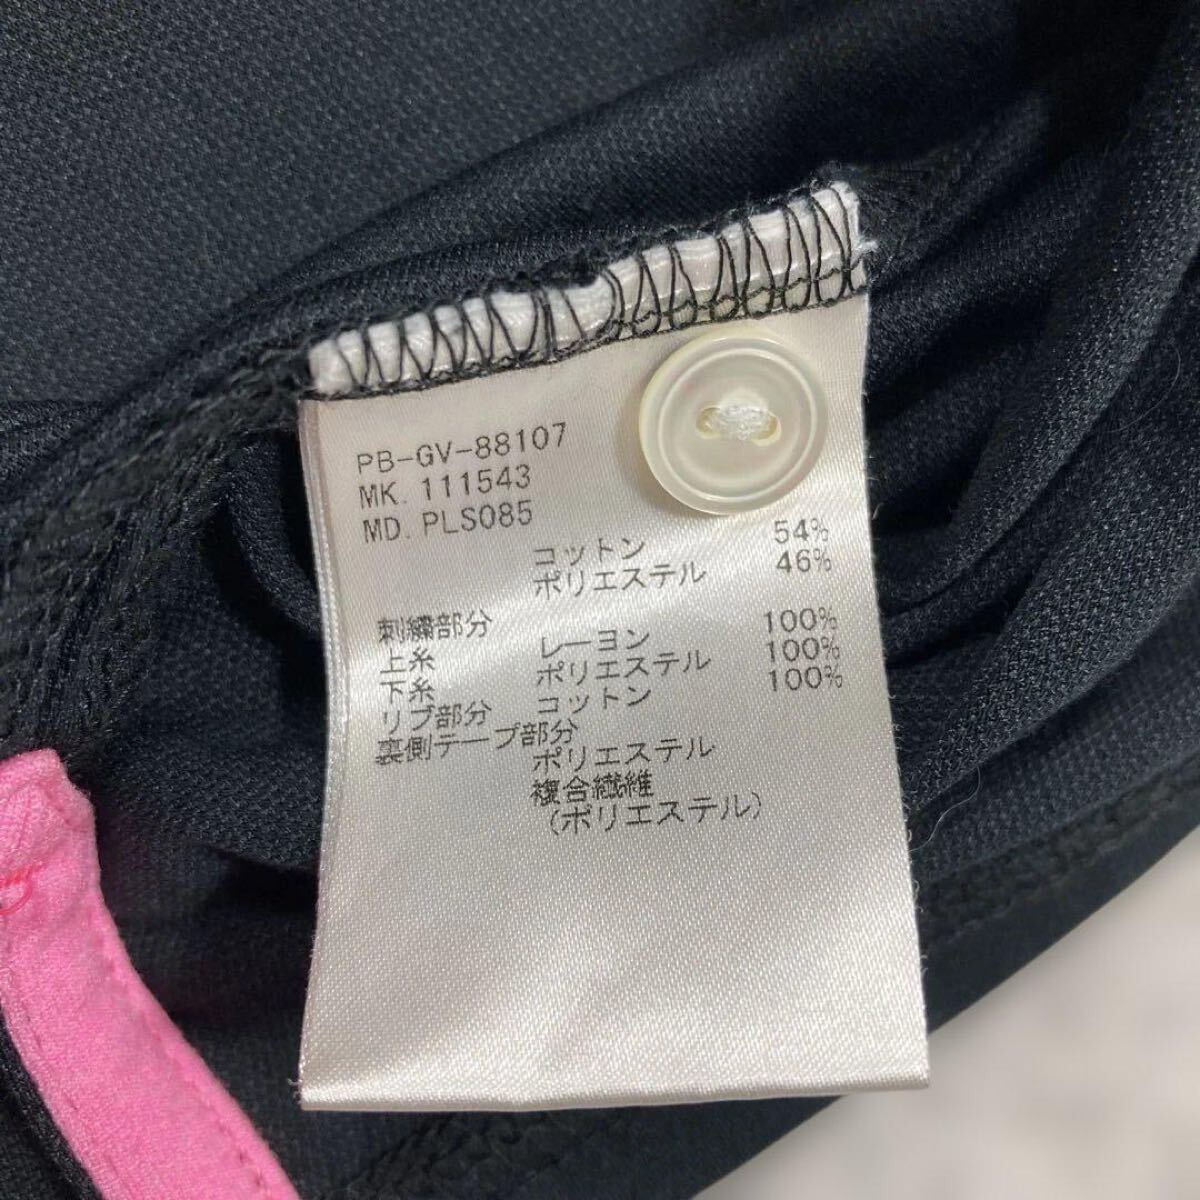 PB-GV-88107
MK. 111543
MD. PLS085
コットン 54%
ポリエステル 46%
刺繍部分
上糸 レーヨン 100%
下糸 ポリエステル 100%
リブ部分 コットン 100%
裏側テープ部分
ポリエステル
複合繊維
(ポリエステル)